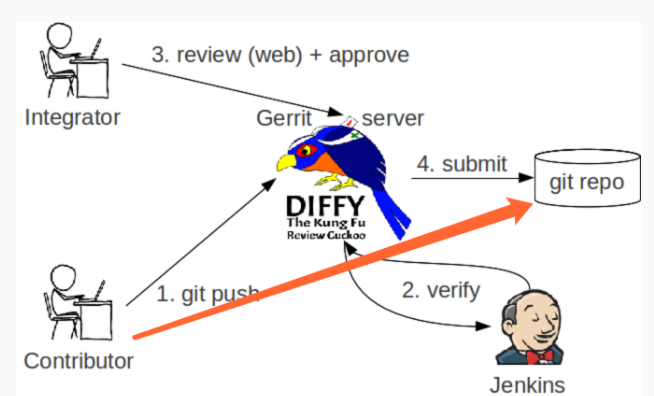 3. review (web) + approve
Integrator
Gerrit server
4. submit
git repo
DIFFY
The Kung Fu
Review Cuckoo
1. git push
2. verify
Contributor
Jenkins